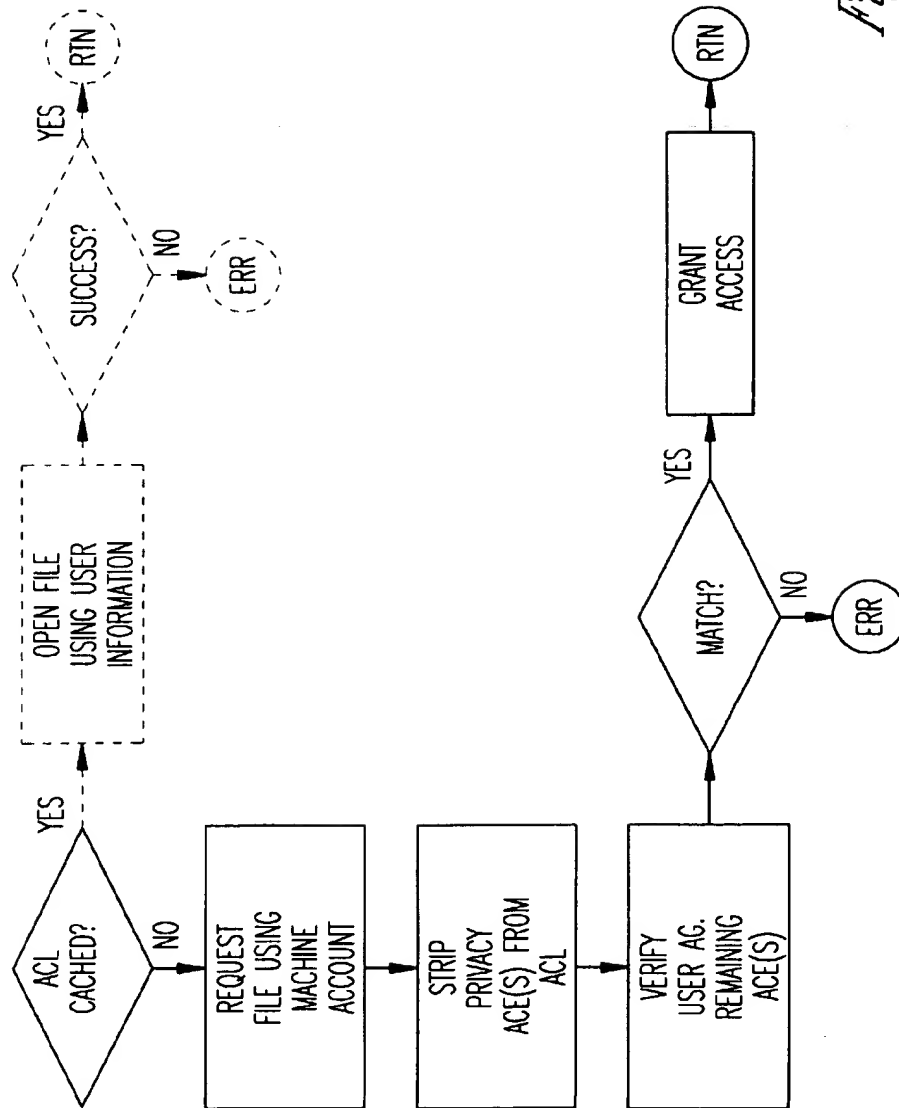 ACL
CACHED?
YES
NO
OPEN FILE
USING USER
INFORMATION
SUCCESS?
YES
NO
RTN
ERR
REQUEST
FILE USING
MACHINE
ACCOUNT
STRIP
PRIVACY
ACE(S) FROM
ACL
VERIFY
USER AG.
REMAINING
ACE(S)
MATCH?
YES
NO
ERR
GRANT
ACCESS
RTN